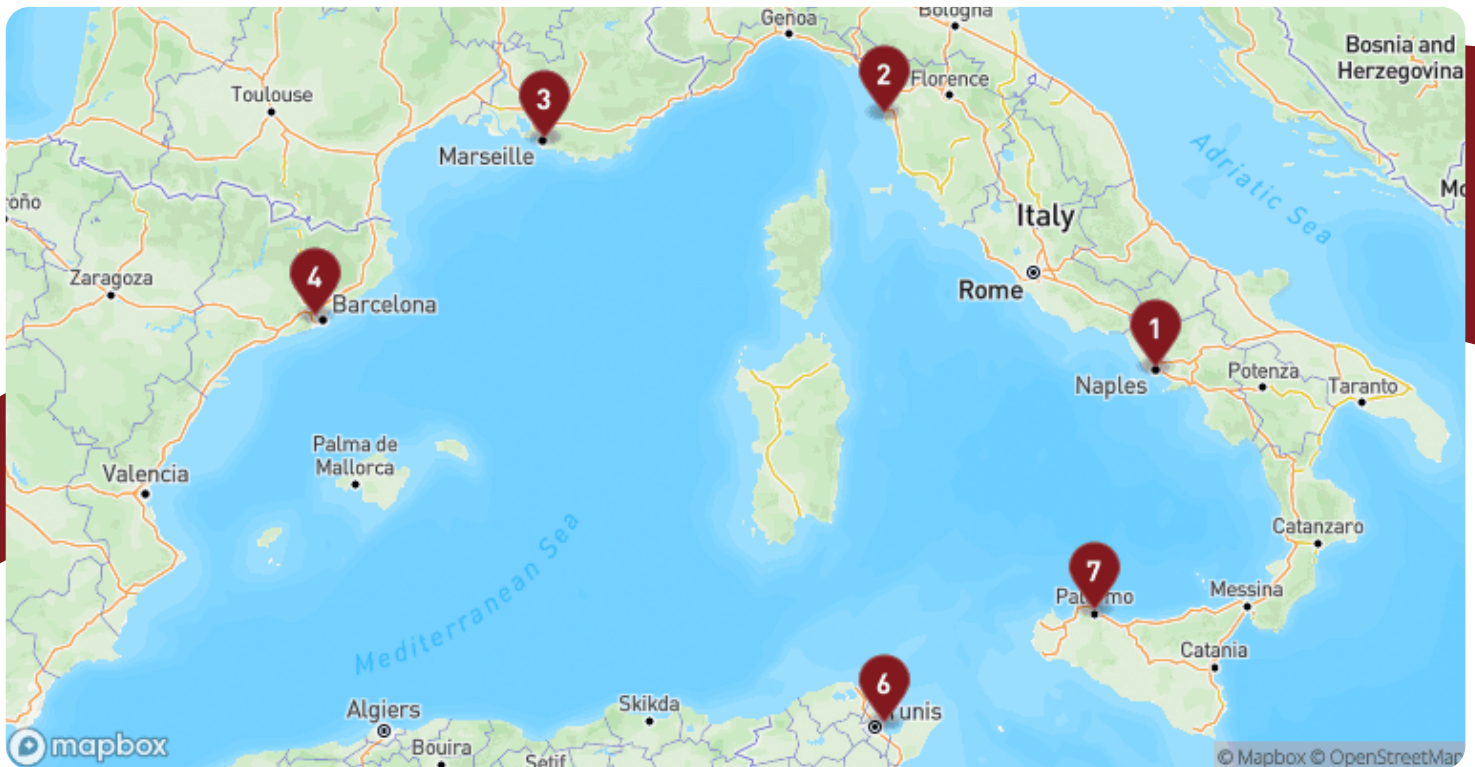 Genoa
Bologna
Bosnia and
Herzegovina
2
Florence
Toulouse
3
Marseille
Adriatic Sea
Italy
Zaragoza
4
Barcelona
Rome
1
Naples
Potenza
Taranto
Palma de
Mallorca
Valencia
Catanzaro
Mediterranean Sea
7
Palermo
Messina
Catania
6
Tunis
Skikda
Algiers
Bouira
Setif
mapbox
© Mapbox © OpenStreetMap